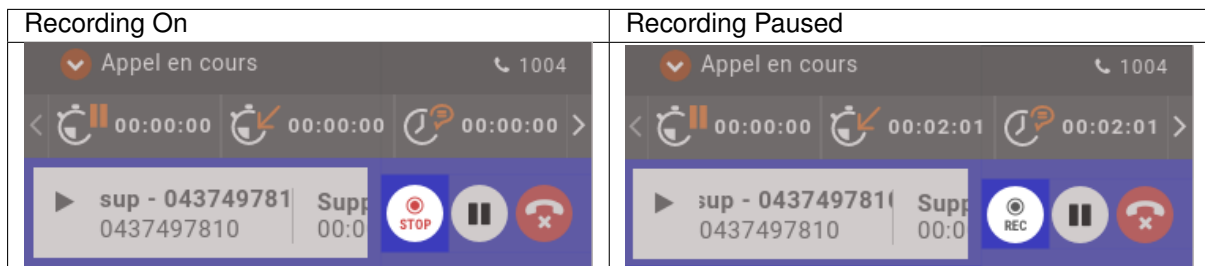 Recording On
Recording Paused
Appel en cours 1004
00:00:00 00:00:00 00:00:00
sup - 043749781 Supp
STOP
0437497810 00:0
Appel en cours 1004
00:00:00 00:02:01 00:02:01
sup - 043749781 Supp
REC
0437497810 00:0